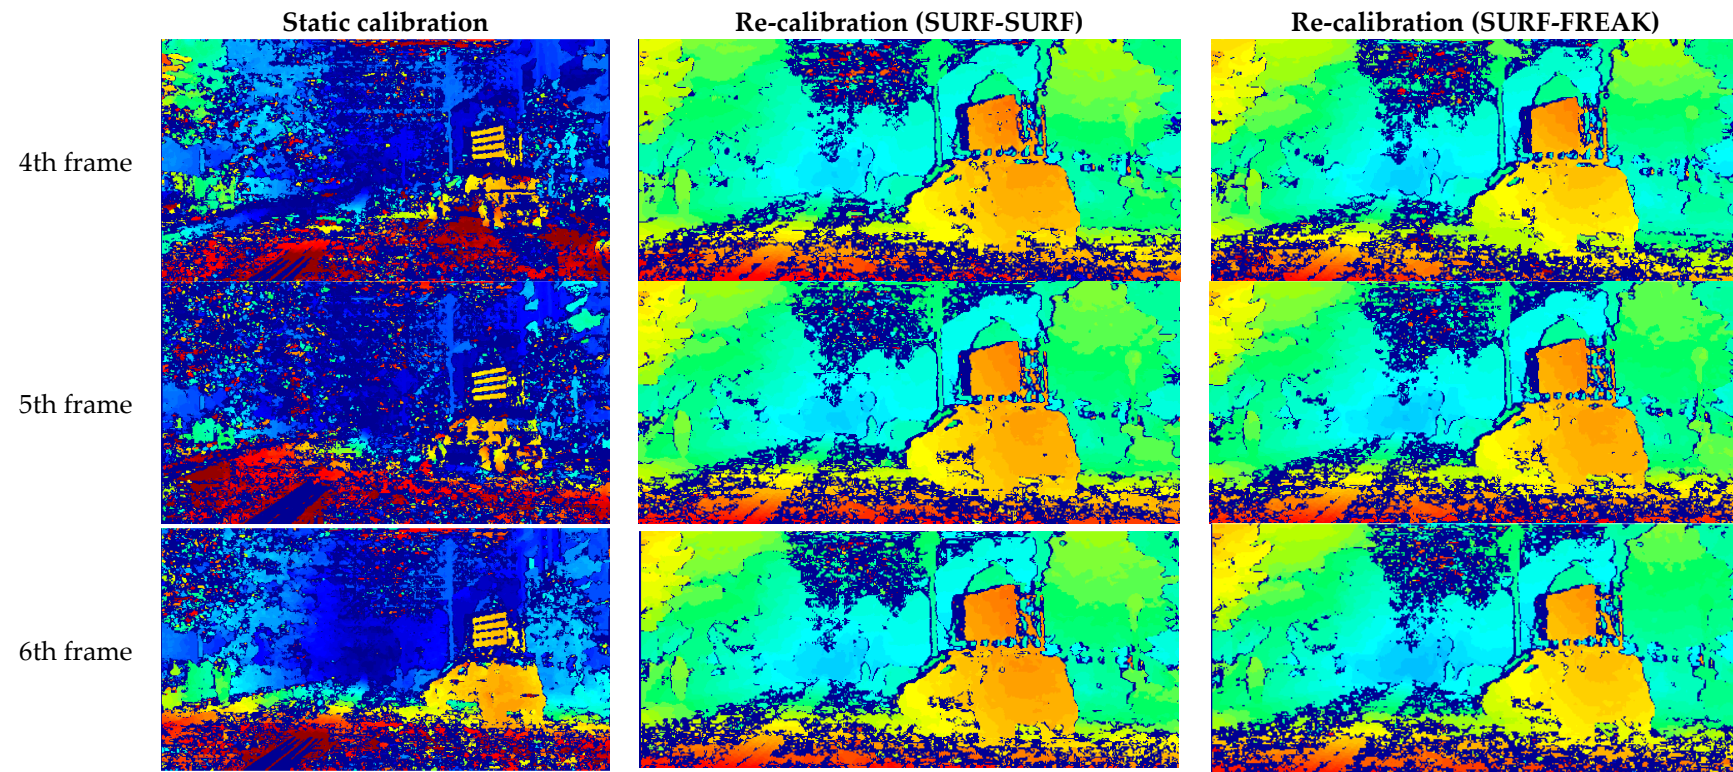 Static calibration
Re-calibration (SURF-SURF)
Re-calibration (SURF-FREAK)
4th frame
5th frame
6th frame